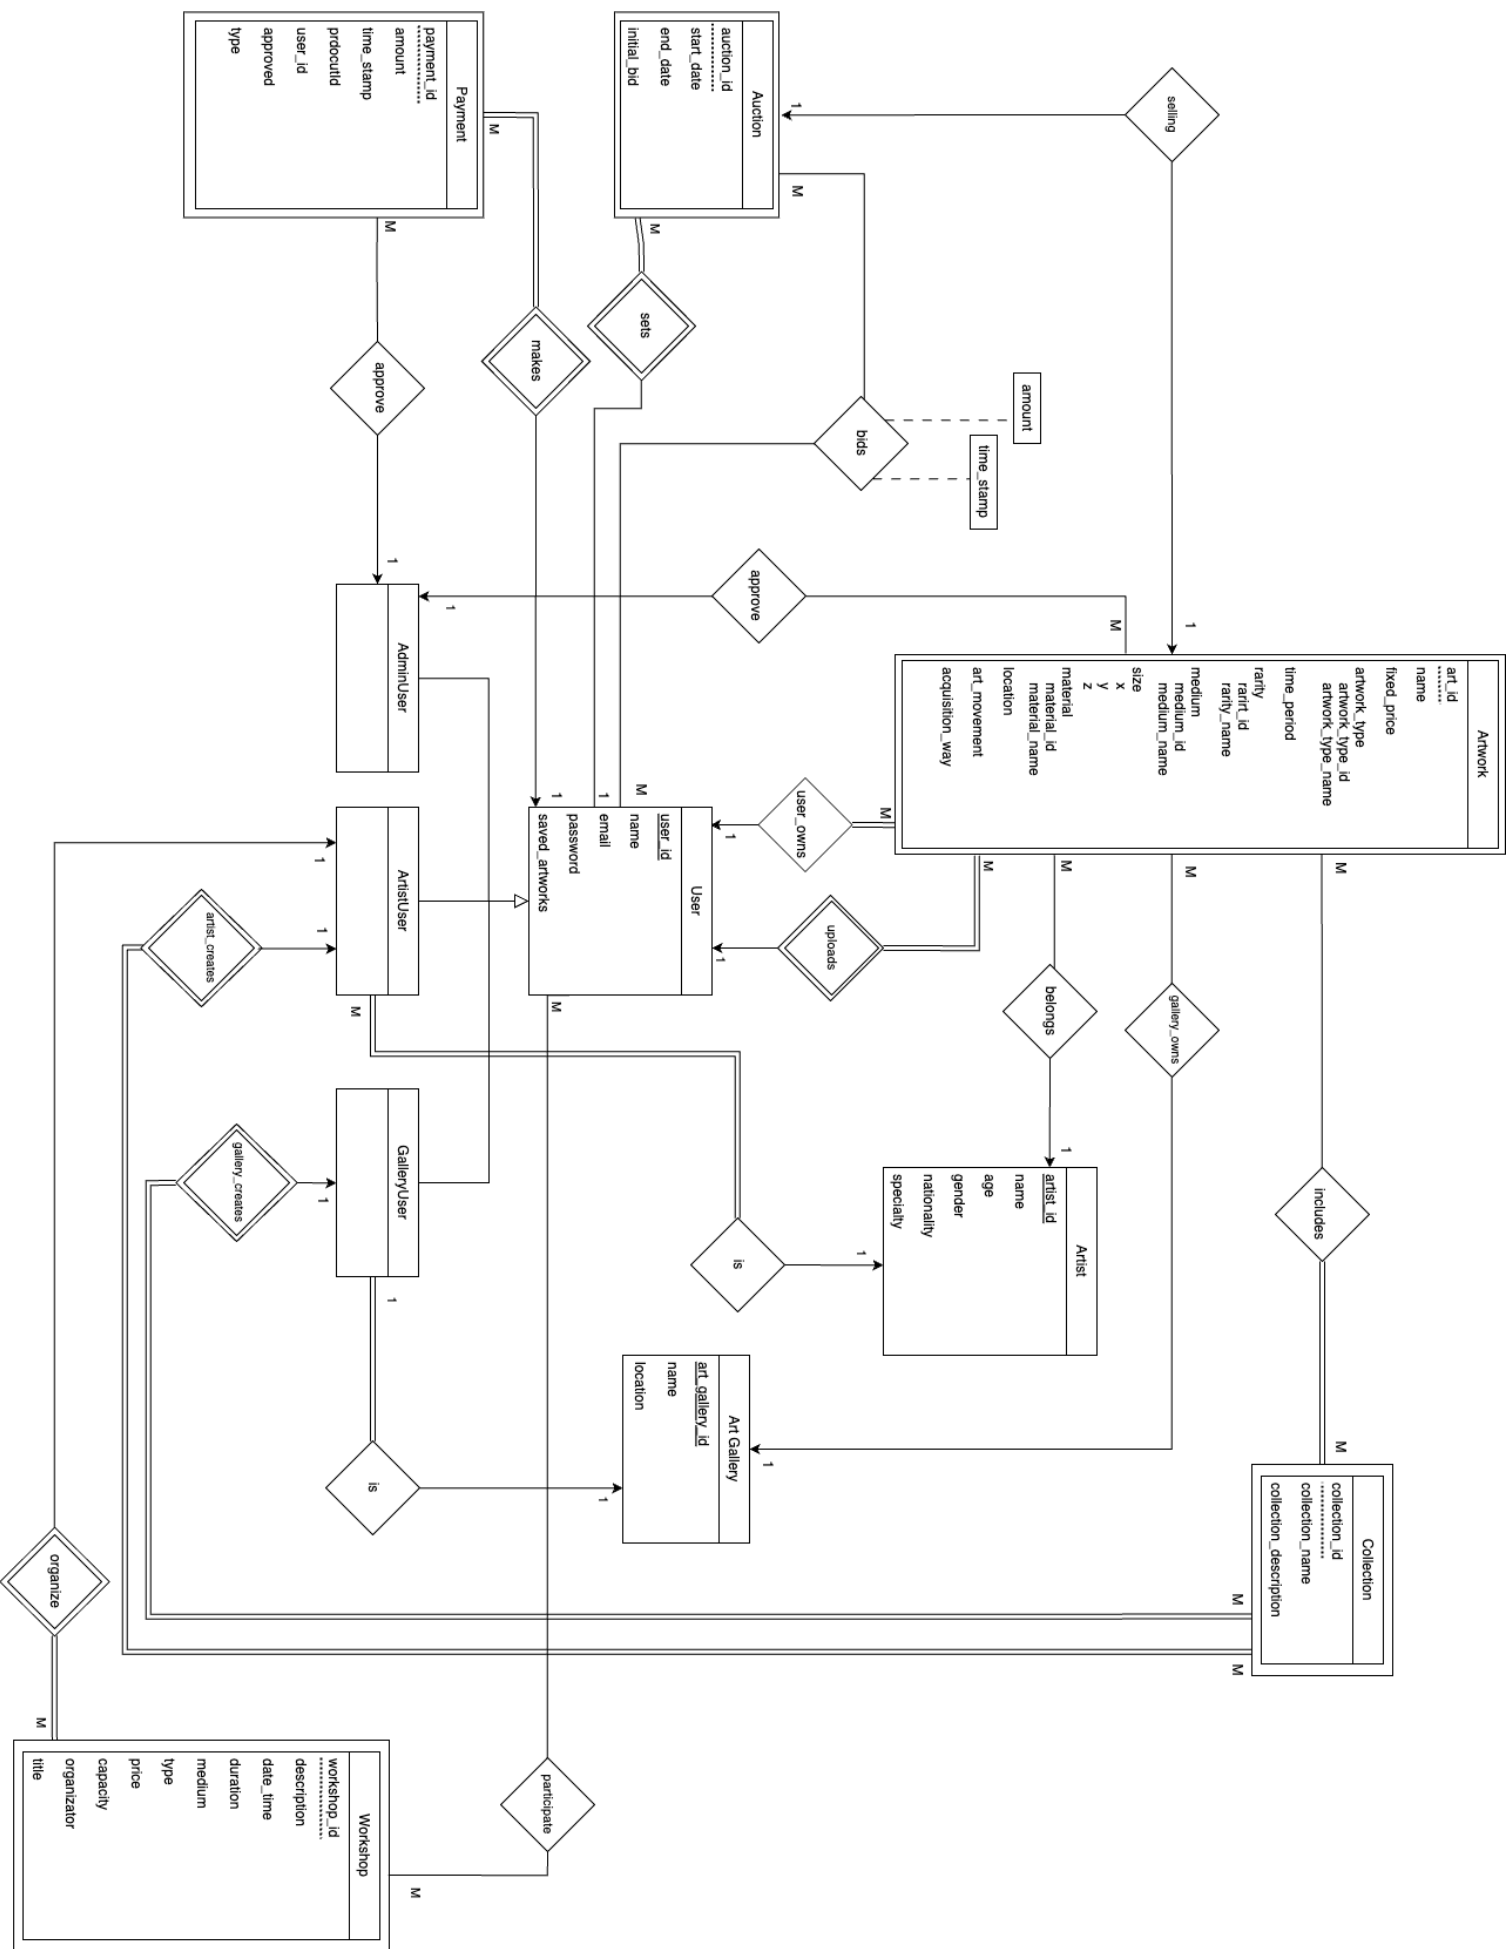 Artwork
art_id
name
fixed_price
artwork_type
artwork_type_id
artwork_type_name
time_period
rarity
rarirt_id
rarity_name
medium
medium_id
medium_name
size
x
y
z
material
material_id
material_name
location
art_movement
acquisition_way
M
includes
M
Collection
collection_id
collection_name
collection_description
M
M
selling
1
1
M
gallery_owns
1
M
belongs
1
Artist
artist_id
name
age
gender
nationality
specialty
M
approve
1
M
user_owns
1
M
uploads
1
amount
time_stamp
bids
M
M
Auction
auction_id
start_date
end_date
initial_bid
M
sets
1
User
user_id
name
email
password
saved_artworks
M
participate
M
is
1
M
Art Gallery
art_gallery_id
name
location
is
1
1
Payment
payment_id
amount
time_stamp
prdocutId
user_id
approved
type
M
makes
1
M
approve
1
AdminUser
ArtistUser
GalleryUser
1
1
artist_creates
1
gallery_creates
organize
M
Workshop
workshop_id
description
date_time
duration
medium
type
price
capacity
organizator
title